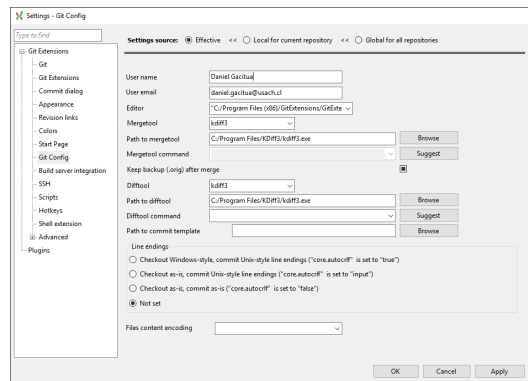 Settings - Git Config
Type to find
Settings source: Effective << Local for current repository << Global for all repositories
Git Extensions
Git
Git Extensions
Commit dialog
Appearance
Revision links
Colors
Start Page
Git Config
Build server integration
SSH
Scripts
Hotkeys
Shell extension
Advanced
Plugins
User name Daniel Gacitua
User email daniel.gacitua@usach.cl
Editor "C:/Program Files (x86)/GitExtensions/GitExte
Mergetool kdiff3
Path to mergetool C:/Program Files/KDiff3/kdiff3.exe Browse
Mergetool command Suggest
Keep backup (.orig) after merge
Difftool kdiff3
Path to difftool C:/Program Files/KDiff3/kdiff3.exe Browse
Difftool command Suggest
Path to commit template Browse
Line endings
Checkout Windows-style, commit Unix-style line endings ("core.autocrlf" is set to "true")
Checkout as-is, commit Unix-style line endings ("core.autocrlf" is set to "input")
Checkout as-is, commit as-is ("core.autocrlf" is set to "false")
Not set
Files content encoding
OK Cancel Apply